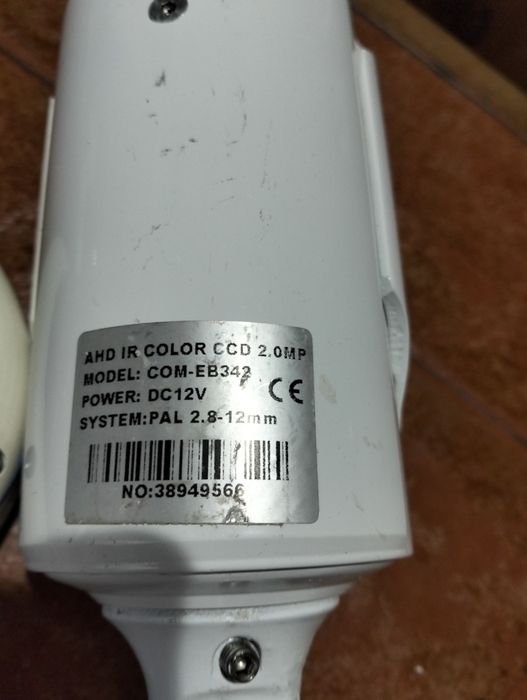 AHD IR COLOR CCD 2.0MP
MODEL: COM-EB342
POWER: DC12V CE
SYSTEM:PAL 2.8-12mm
NO:38949566